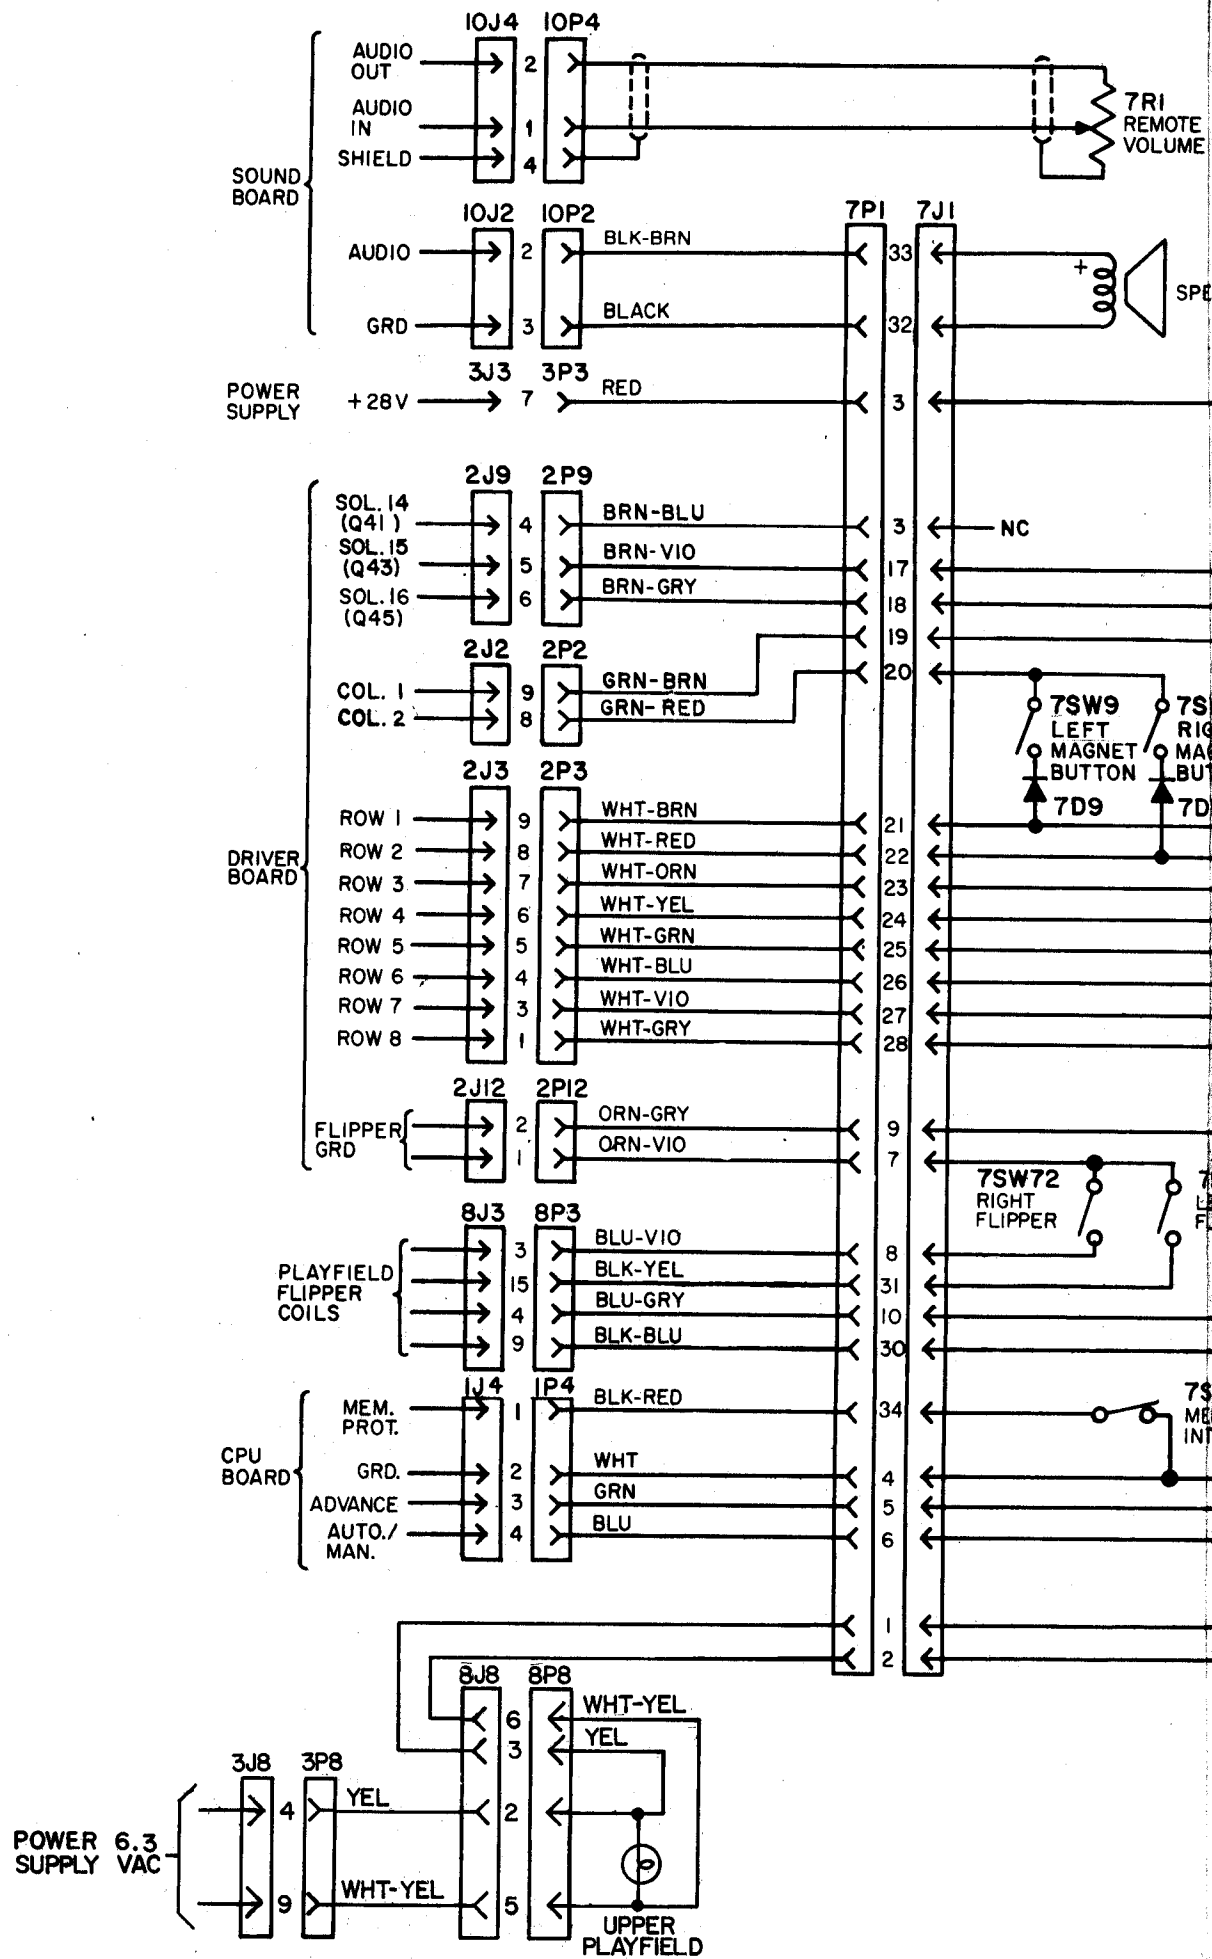 10J4 10P4
AUDIO OUT 2
AUDIO IN 1
SHIELD 4
7R1
REMOTE
VOLUME
SOUND
BOARD
10J2 10P2 7P1 7J1
AUDIO 2 BLK-BRN 33
+
GRD 3 BLACK 32
3J3 3P3
POWER
SUPPLY
+28V 7 RED 3
2J9 2P9
SOL. 14
(Q41) 4 BRN-BLU 3 NC
SOL. 15
(Q43) 5 BRN-VIO 17
SOL. 16
(Q45) 6 BRN-GRY 18
19
20
2J2 2P2
COL. 1 9 GRN-BRN
COL. 2 8 GRN-RED
7SW9
LEFT
MAGNET
BUTTON
7D9
2J3 2P3
DRIVER
BOARD
ROW 1 9 WHT-BRN 21
ROW 2 8 WHT-RED 22
ROW 3 7 WHT-ORN 23
ROW 4 6 WHT-YEL 24
ROW 5 5 WHT-GRN 25
ROW 6 4 WHT-BLU 26
ROW 7 3 WHT-VIO 27
ROW 8 1 WHT-GRY 28
2J12 2P12
FLIPPER
GRD
2 ORN-GRY 9
1 ORN-VIO 7
7SW72
RIGHT
FLIPPER
8J3 8P3
PLAYFIELD
FLIPPER
COILS
3 BLU-VIO 8
15 BLK-YEL 31
4 BLU-GRY 10
9 BLK-BLU 30
1J4 1P4
CPU
BOARD
MEM.
PROT. 1 BLK-RED 34
GRD. 2 WHT 4
ADVANCE 3 GRN 5
AUTO./
MAN. 4 BLU 6
1
2
8J8 8P8
6 WHT-YEL
3 YEL
3J8 3P8
4 YEL 2
POWER 6.3
SUPPLY VAC
9 WHT-YEL 5
UPPER
PLAYFIELD